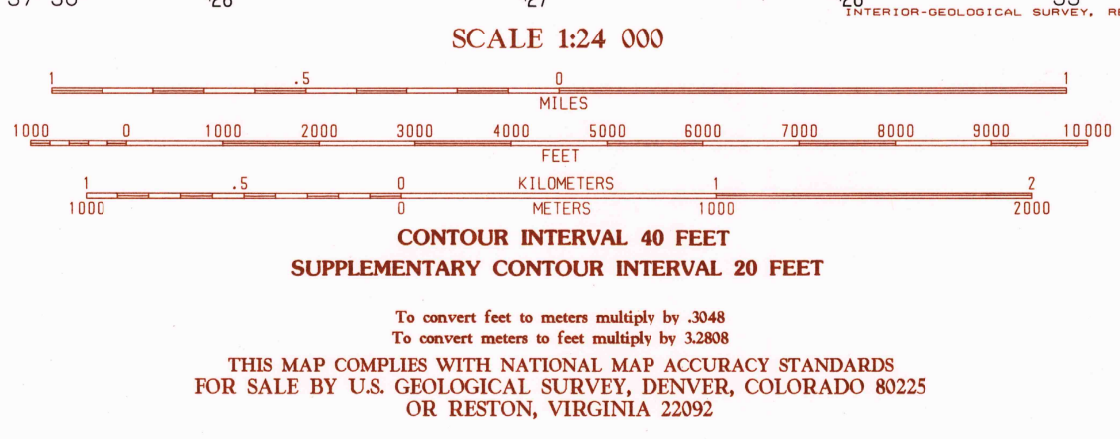 INTERIOR-GEOLOGICAL SURVEY,
SCALE 1:24 000
1 .5 0 1
MILES
1000 0 1000 2000 3000 4000 5000 6000 7000 8000 9000 10 000
FEET
1 .5 0 KILOMETERS 1 2
1000 0 METERS 1000 2000
CONTOUR INTERVAL 40 FEET
SUPPLEMENTARY CONTOUR INTERVAL 20 FEET
To convert feet to meters multiply by .3048
To convert meters to feet multiply by 3.2808
THIS MAP COMPLIES WITH NATIONAL MAP ACCURACY STANDARDS
FOR SALE BY U.S. GEOLOGICAL SURVEY, DENVER, COLORADO 80225
OR RESTON, VIRGINIA 22092